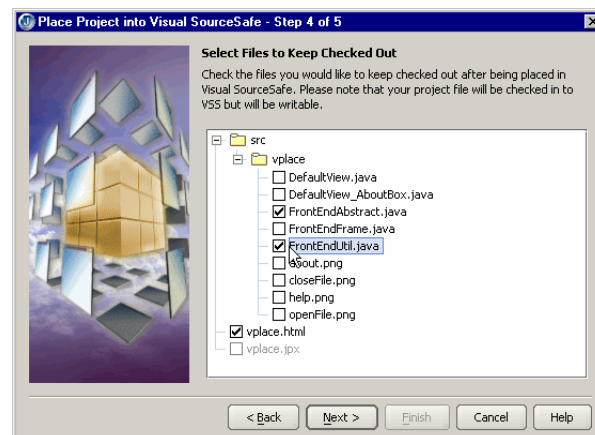 Place Project into Visual SourceSafe - Step 4 of 5
Select Files to Keep Checked Out
Check the files you would like to keep checked out after being placed in
Visual SourceSafe. Please note that your project file will be checked in to
VSS but will be writable.
src
vplace
DefaultView.java
DefaultView_AboutBox.java
FrontEndAbstract.java
FrontEndFrame.java
FrontEndUtil.java
about.png
closeFile.png
help.png
openFile.png
vplace.html
vplace.jpx
< Back
Next >
Finish
Cancel
Help